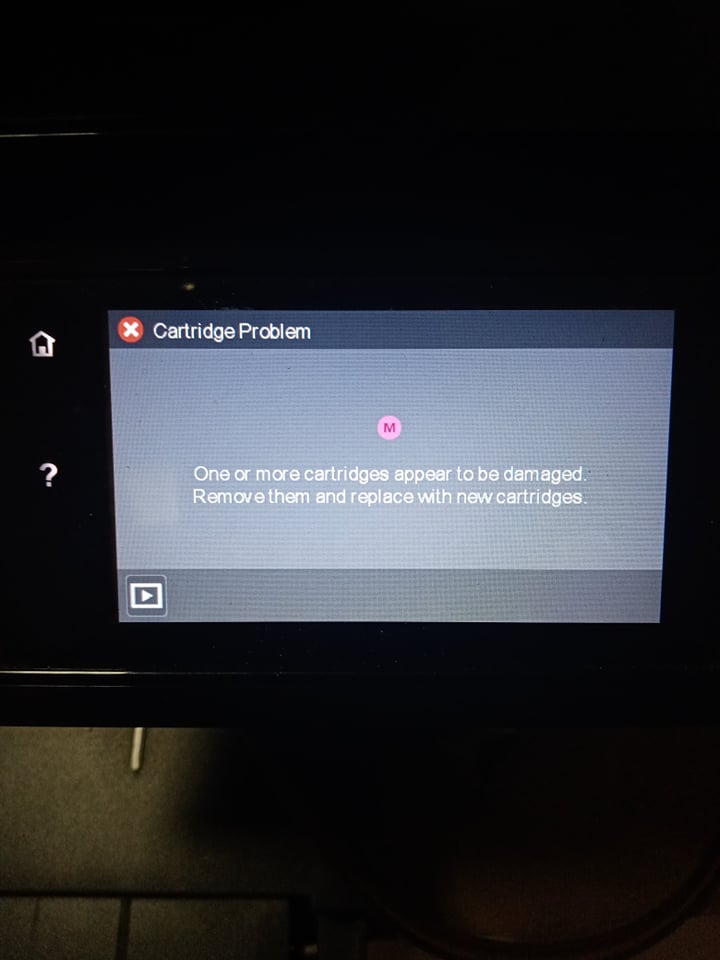 Cartridge Problem
M
One or more cartridges appear to be damaged.
Remove them and replace with new cartridges.
?